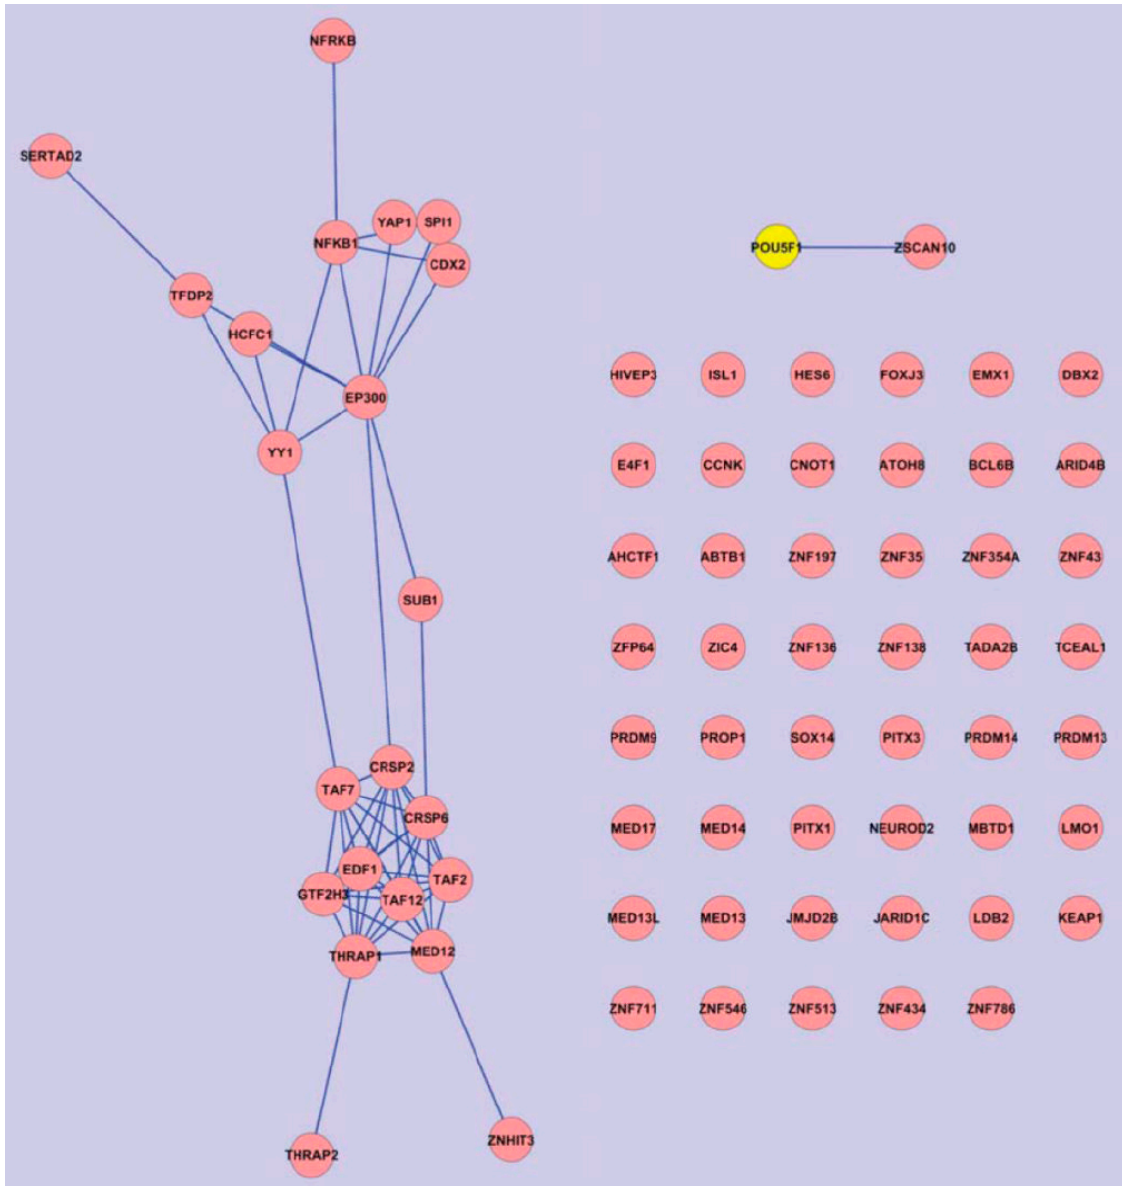 NFRKB
SERTAD2
YAP1
SPI1
NFKB1
CDX2
TFDP2
HCFC1
EP300
YY1
SUB1
CRSP2
TAF7
CRSP6
EDF1
TAF2
GTF2H3
TAF12
THRAP1
MED12
THRAP2
ZNHIT3
POU5F1 ZSCAN10
HIVEP3 ISL1 HES6 FOXJ3 EMX1 DBX2
E4F1 CCNK CNOT1 ATOH8 BCL6B ARID4B
AHCTF1 ABTB1 ZNF197 ZNF35 ZNF354A ZNF43
ZFP64 ZIC4 ZNF136 ZNF138 TADA2B TCEAL1
PRDM9 PROP1 SOX14 PITX3 PRDM14 PRDM13
MED17 MED14 PITX1 NEUROD2 MBTD1 LMO1
MED13L MED13 JMJD2B JARID1C LDB2 KEAP1
ZNF711 ZNF546 ZNF513 ZNF434 ZNF786